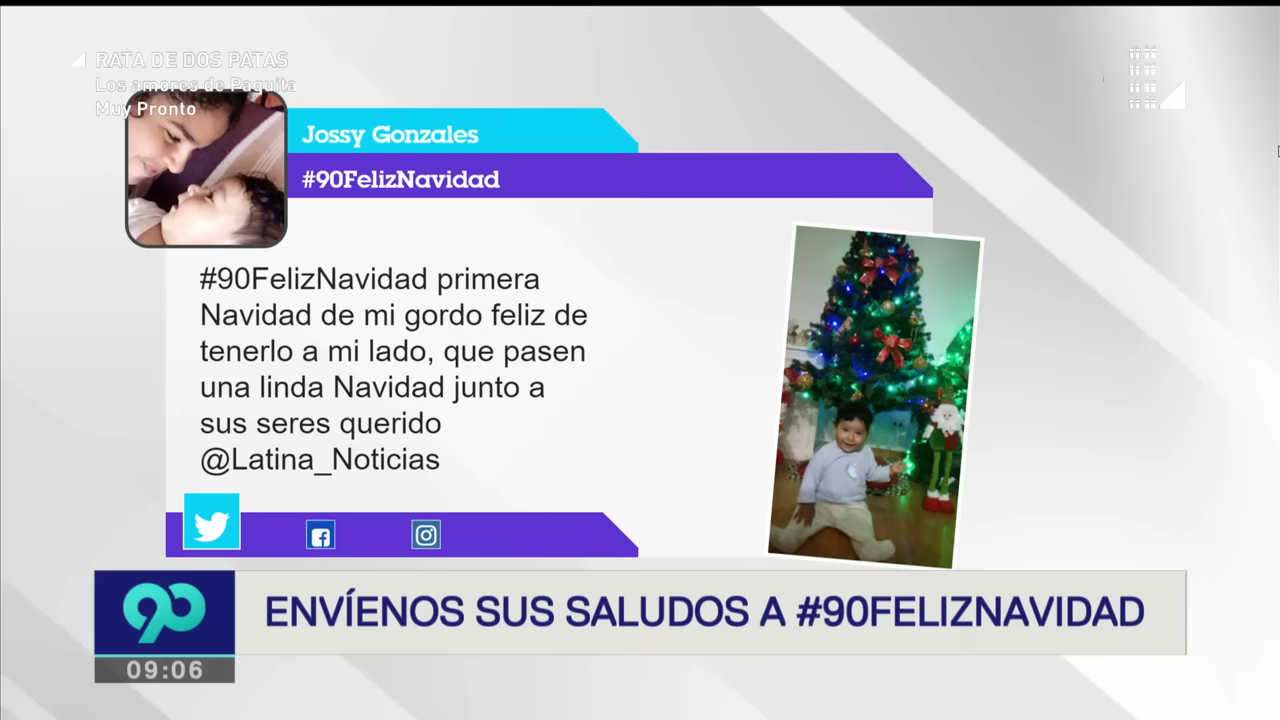 RATA DE DOS PATAS
Los amores de Paquita
Muy Pronto
Jossy Gonzales
#90FelizNavidad
#90FelizNavidad primera
Navidad de mi gordo feliz de
tenerlo a mi lado, que pasen
una linda Navidad junto a
sus seres querido
@Latina_Noticias
90
ENVÍENOS SUS SALUDOS A #90FELIZNAVIDAD
09:06